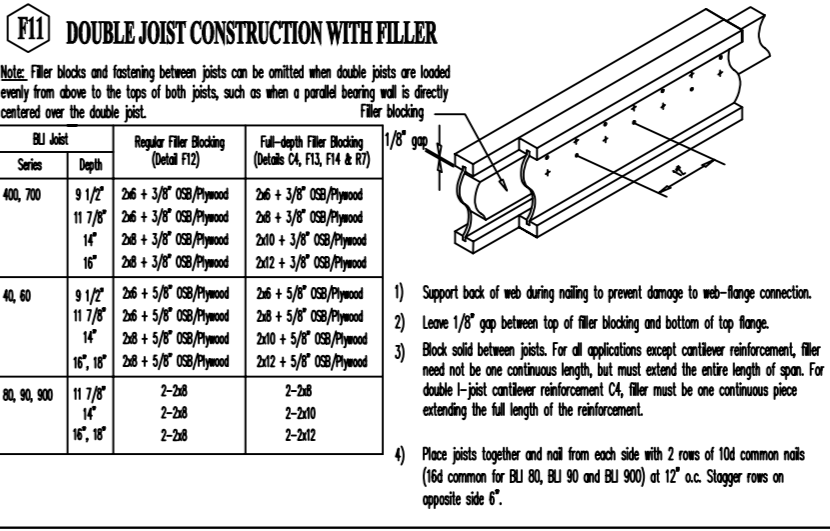 F11 DOUBLE JOIST CONSTRUCTION WITH FILLER
Note: Filler blocks and fastening between joists can be omitted when double joists are loaded
evenly from above to the tops of both joists, such as when a parallel bearing wall is directly
centered over the double joist.
Filler blocking
1/8" gap
12"
BLI Joist Regular Filler Blocking Full-depth Filler Blocking
Series Depth (Detail F12) (Details C4, F13, F14 & R7)
400, 700 9 1/2" 2x6 + 3/8" OSB/Plywood 2x6 + 3/8" OSB/Plywood
11 7/8" 2x6 + 3/8" OSB/Plywood 2x8 + 3/8" OSB/Plywood
14" 2x8 + 3/8" OSB/Plywood 2x10 + 3/8" OSB/Plywood
16" 2x8 + 3/8" OSB/Plywood 2x12 + 3/8" OSB/Plywood
40, 60 9 1/2" 2x6 + 5/8" OSB/Plywood 2x6 + 5/8" OSB/Plywood
11 7/8" 2x6 + 5/8" OSB/Plywood 2x8 + 5/8" OSB/Plywood
14" 2x8 + 5/8" OSB/Plywood 2x10 + 5/8" OSB/Plywood
16", 18" 2x8 + 5/8" OSB/Plywood 2x12 + 5/8" OSB/Plywood
80, 90, 900 11 7/8" 2-2x8 2-2x8
14" 2-2x8 2-2x10
16", 18" 2-2x8 2-2x12
1) Support back of web during nailing to prevent damage to web-flange connection.
2) Leave 1/8" gap between top of filler blocking and bottom of top flange.
3) Block solid between joists. For all applications except cantilever reinforcement, filler
need not be one continuous length, but must extend the entire length of span. For
double I-joist cantilever reinforcement C4, filler must be one continuous piece
extending the full length of the reinforcement.
4) Place joists together and nail from each side with 2 rows of 10d common nails
(16d common for BLI 80, BLI 90 and BLI 900) at 12" o.c. Stagger rows on
opposite side 6".